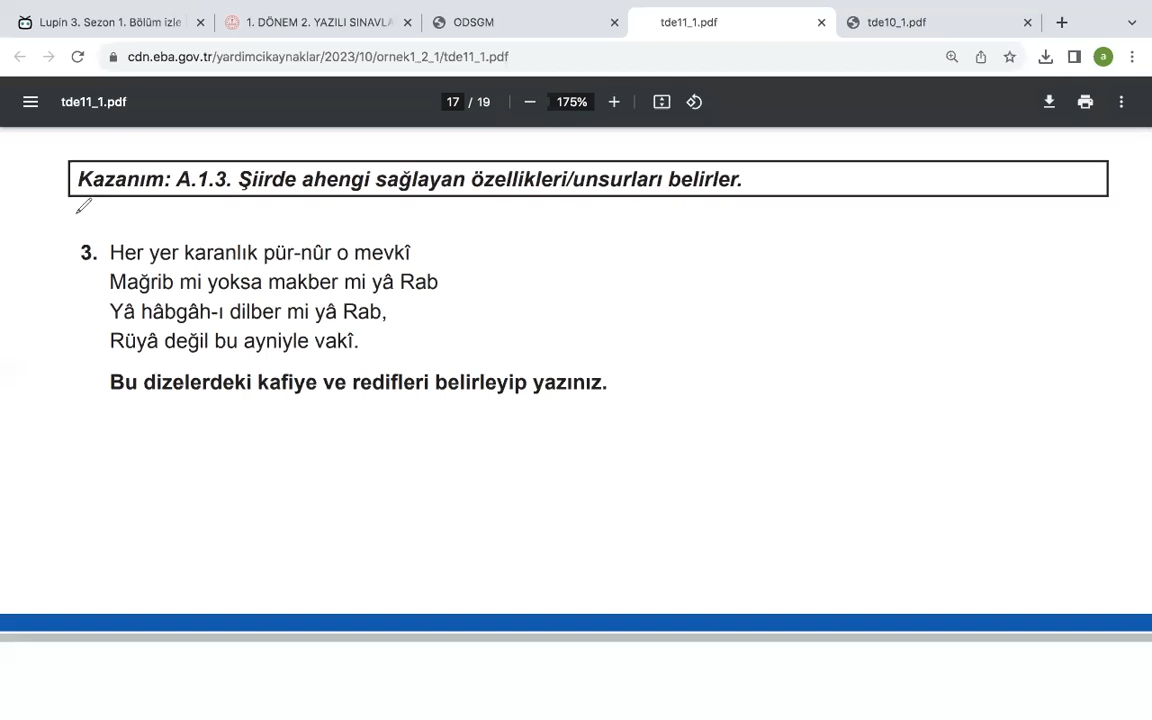 Lupin 3. Sezon 1. Bölüm izle
1. DÖNEM 2. YAZILI SINAVLA
ODSGM
tde11_1.pdf
tde10_1.pdf
cdn.eba.gov.tr/yardimcikaynaklar/2023/10/ornek1_2_1/tde11_1.pdf
a
tde11_1.pdf
17 / 19
175%
Kazanım: A.1.3. Şiirde ahengi sağlayan özellikleri/unsurları belirler.
3. Her yer karanlık pür-nûr o mevkî
Mağrib mi yoksa makber mi yâ Rab
Yâ hâbgâh-ı dilber mi yâ Rab,
Rüyâ değil bu ayniyle vakî.
Bu dizelerdeki kafiye ve redifleri belirleyip yazınız.